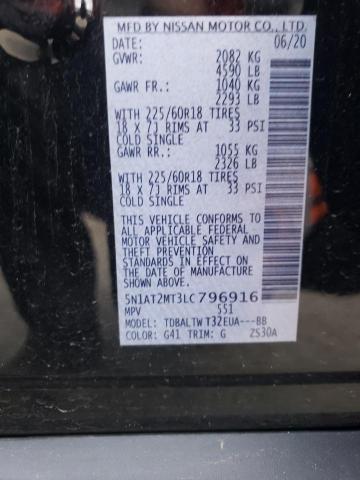 MFD BY NISSAN MOTOR CO., LTD.
DATE: 06/20
GVWR: 2082 KG
4590 LB
GAWR FR.: 1040 KG
2293 LB
WITH 225/60R18 TIRES
18 X 7J RIMS AT 33 PSI
COLD SINGLE
GAWR RR.: 1055 KG
2326 LB
WITH 225/60R18 TIRES
18 X 7J RIMS AT 33 PSI
COLD SINGLE
THIS VEHICLE CONFORMS TO
ALL APPLICABLE FEDERAL
MOTOR VEHICLE SAFETY AND
THEFT PREVENTION
STANDARDS IN EFFECT ON
THE DATE OF MANUFACTURE
SHOWN ABOVE.
5N1AT2MT3LC796916
MPV 551
MODEL: TDBALTW T32EUA---BB
COLOR: G41 TRIM: G ZS30A